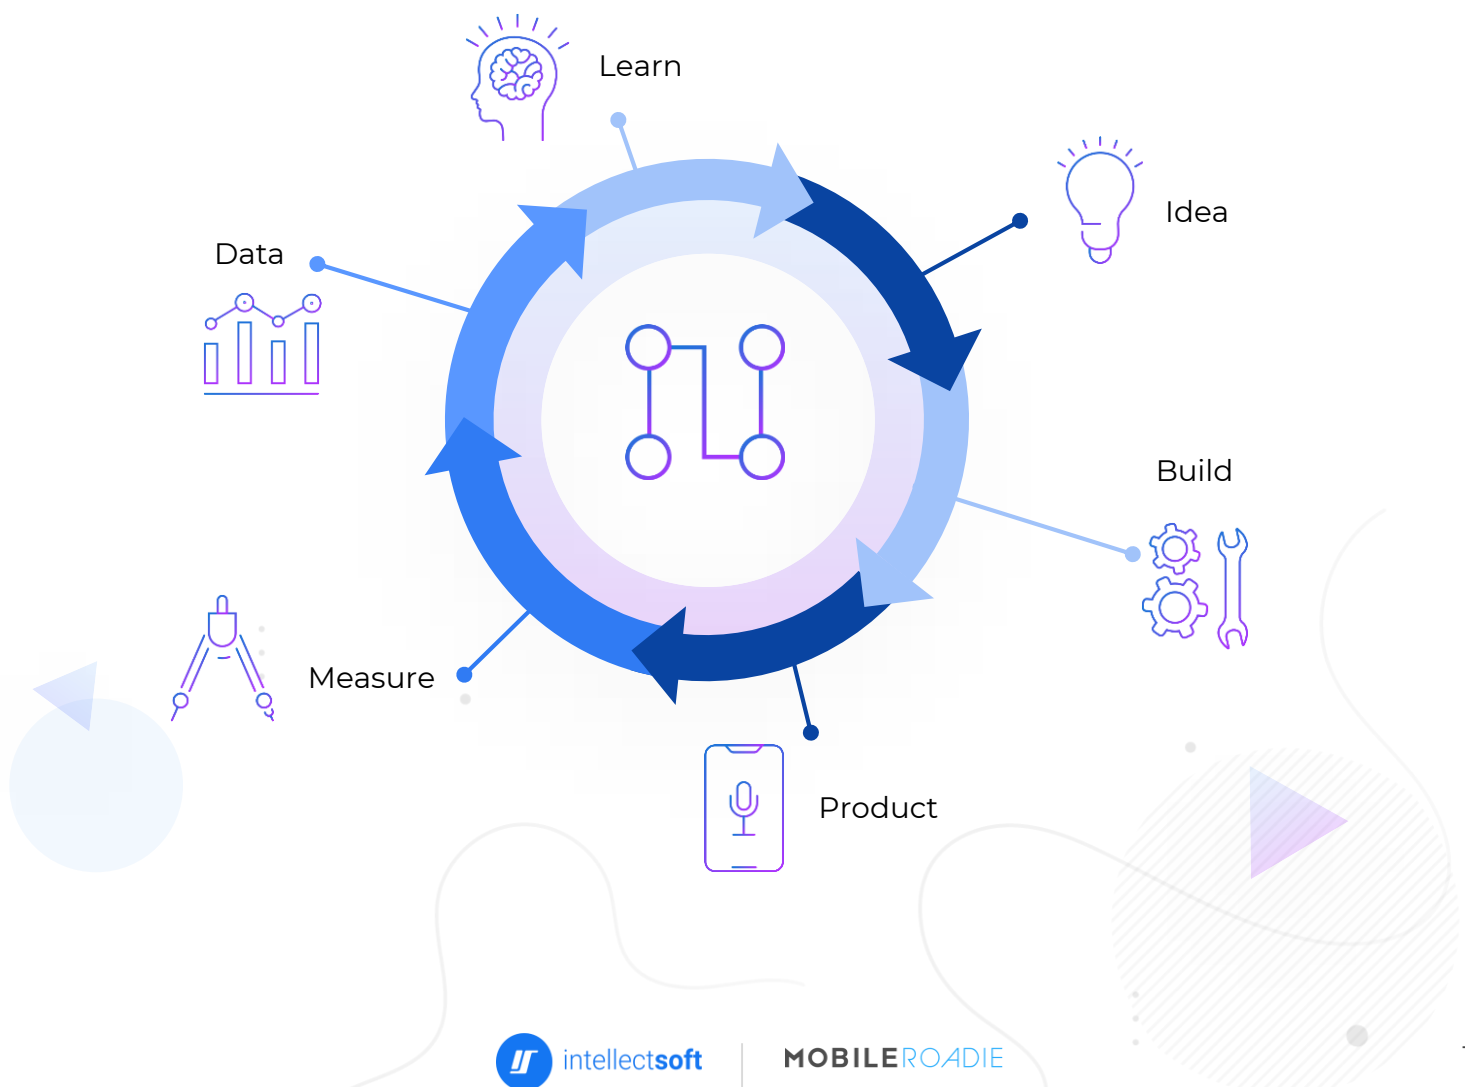 Learn
Idea
Data
Build
Measure
Product
intellectsoft
MOBILEROADIE